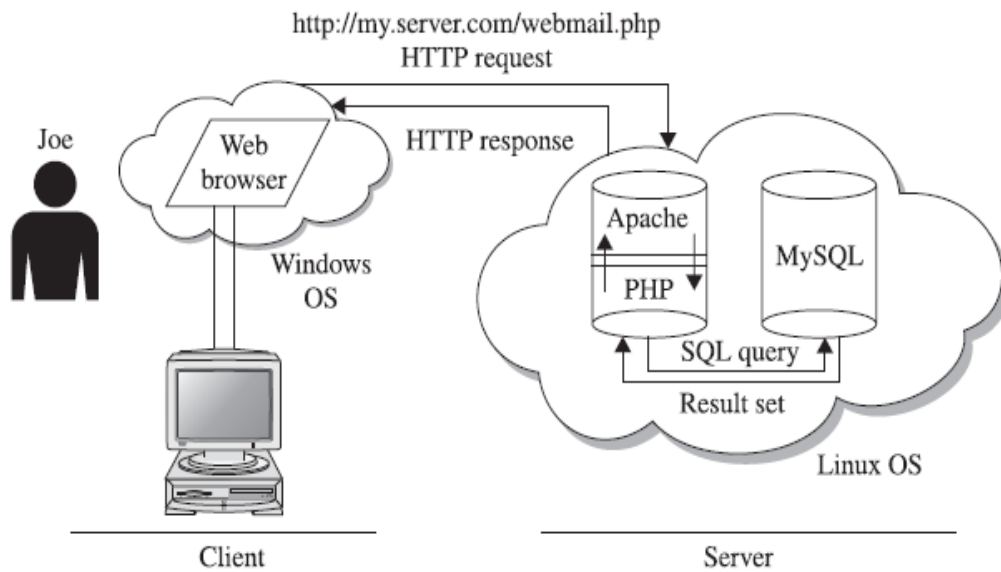 http://my.server.com/webmail.php
HTTP request
HTTP response
Joe
Web
browser
Windows
OS
Apache
PHP
MySQL
SQL query
Result set
Linux OS
Client
Server